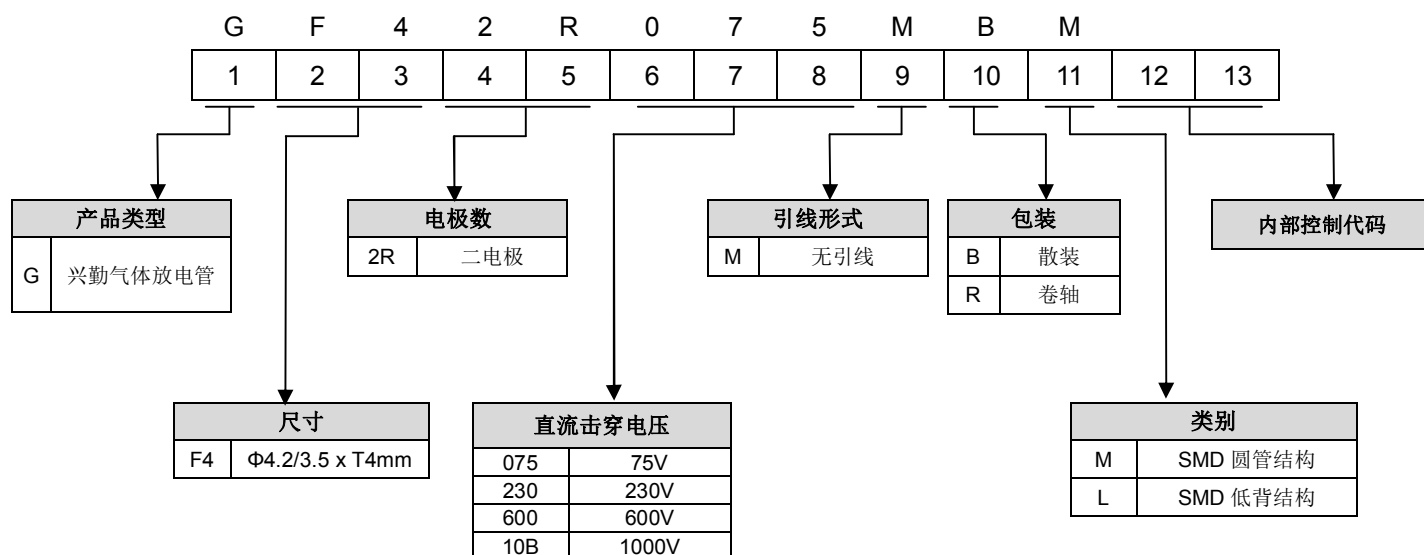 G F 4 2 R 0 7 5 M B M
1 2 3 4 5 6 7 8 9 10 11 12 13
产品类型
G 兴勤气体放电管
电极数
2R 二电极
引线形式
M 无引线
包装
B 散装
R 卷轴
内部控制代码
尺寸
F4 Φ4.2/3.5 x T4mm
直流击穿电压
075 75V
230 230V
600 600V
10B 1000V
类别
M SMD 圆管结构
L SMD 低背结构